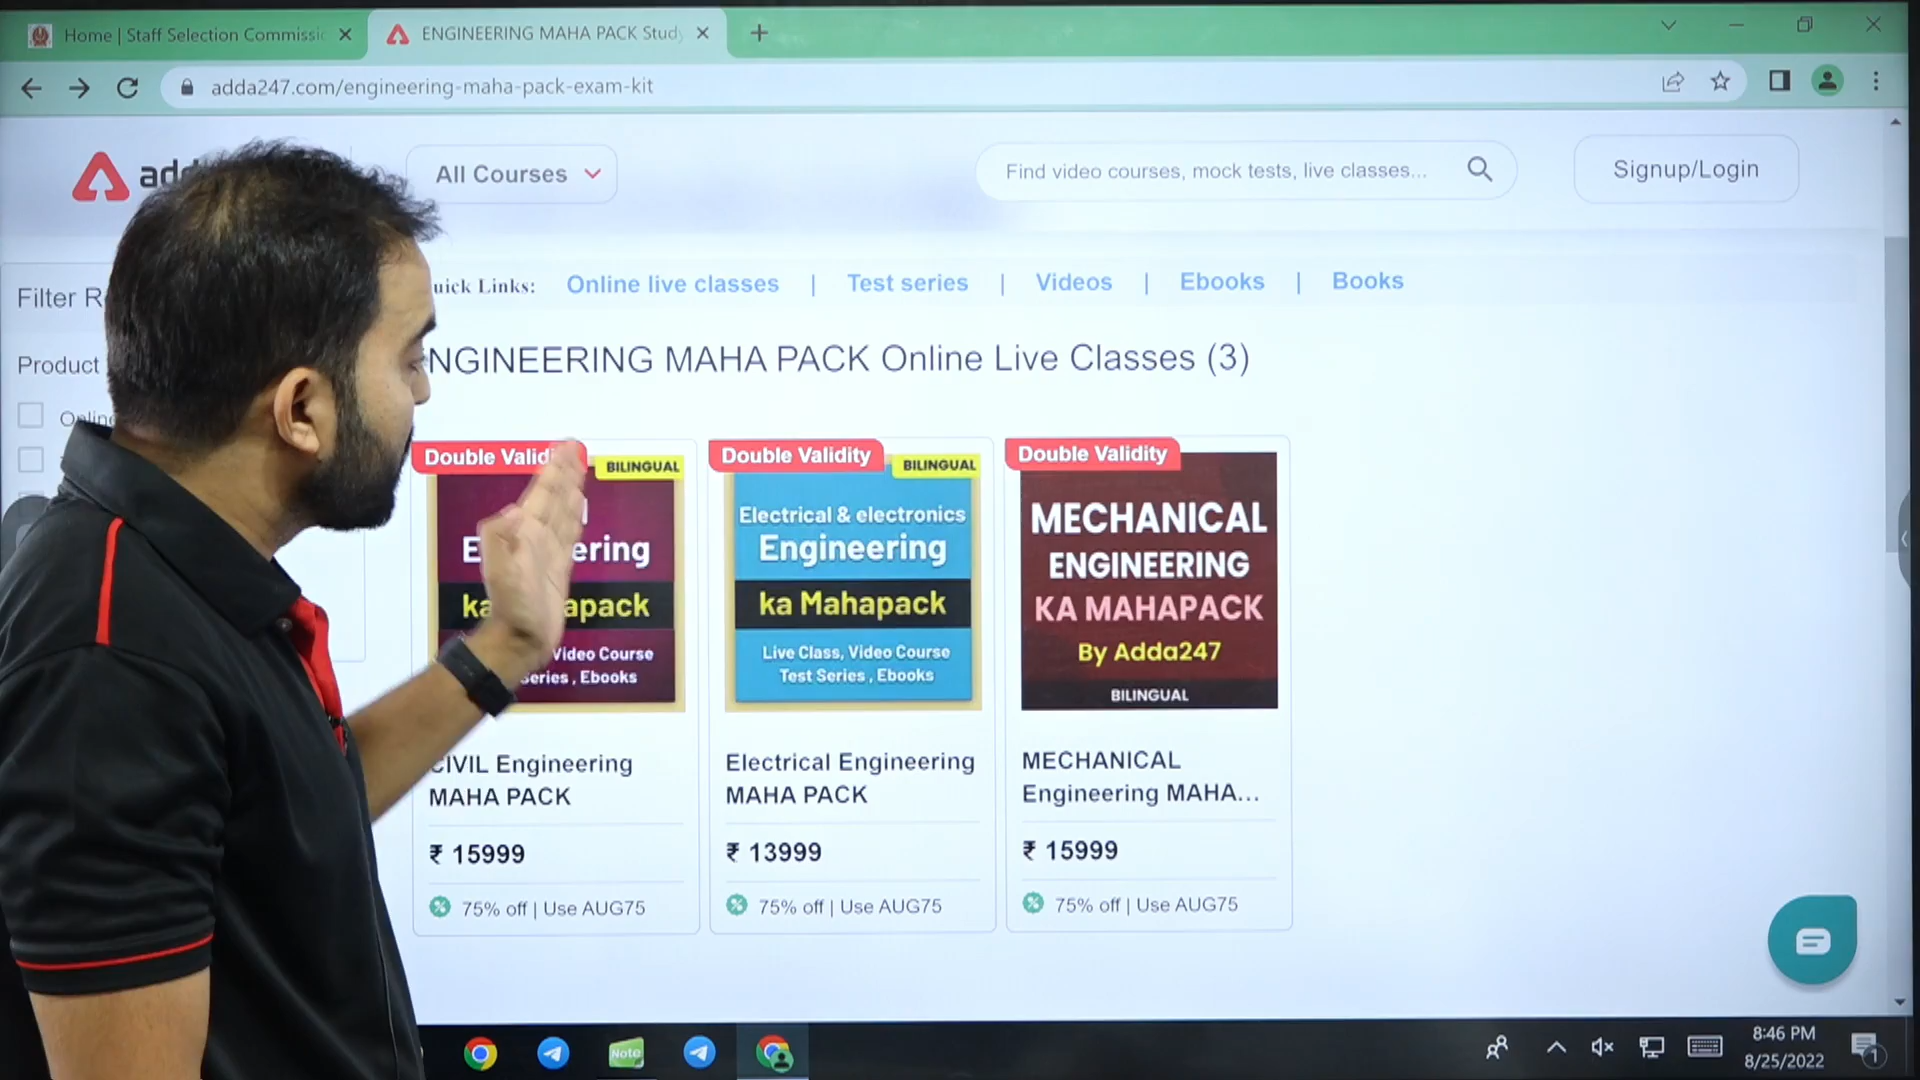 Home | Staff Selection Commissi
ENGINEERING MAHA PACK Stud
adda247.com/engineering-maha-pack-exam-kit
All Courses
Find video courses, mock tests, live classes...
Signup/Login
Filter R
uick Links: Online live classes | Test series | Videos | Ebooks | Books
Product
NGINEERING MAHA PACK Online Live Classes (3)
Double Validi
BILINGUAL
ering
apack
Video Course
eries , Ebooks
CIVIL Engineering
MAHA PACK
₹ 15999
75% off | Use AUG75
Double Validity
BILINGUAL
Electrical & electronics
Engineering
ka Mahapack
Live Class, Video Course
Test Series , Ebooks
Electrical Engineering
MAHA PACK
₹ 13999
75% off | Use AUG75
Double Validity
MECHANICAL
ENGINEERING
KA MAHAPACK
By Adda247
BILINGUAL
MECHANICAL
Engineering MAHA...
₹ 15999
75% off | Use AUG75
Note
8:46 PM
8/25/2022
1